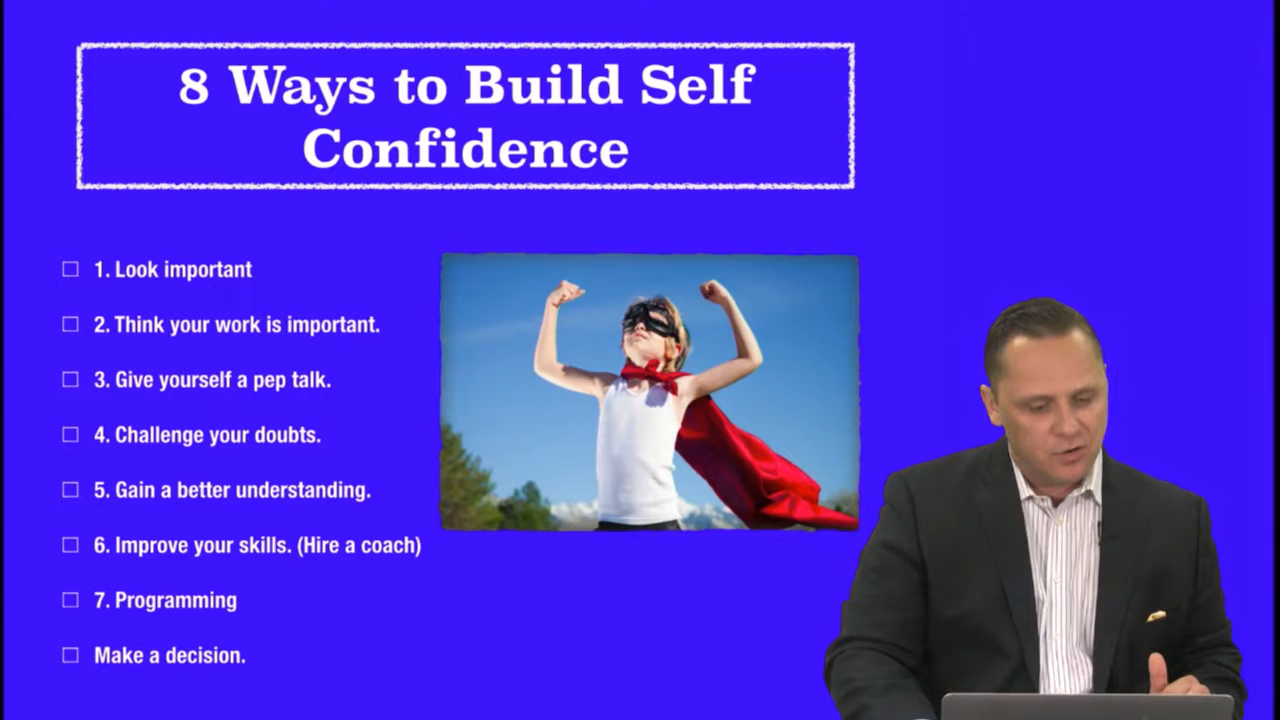 8 Ways to Build Self
Confidence
1. Look important
2. Think your work is important.
3. Give yourself a pep talk.
4. Challenge your doubts.
5. Gain a better understanding.
6. Improve your skills. (Hire a coach)
7. Programming
Make a decision.